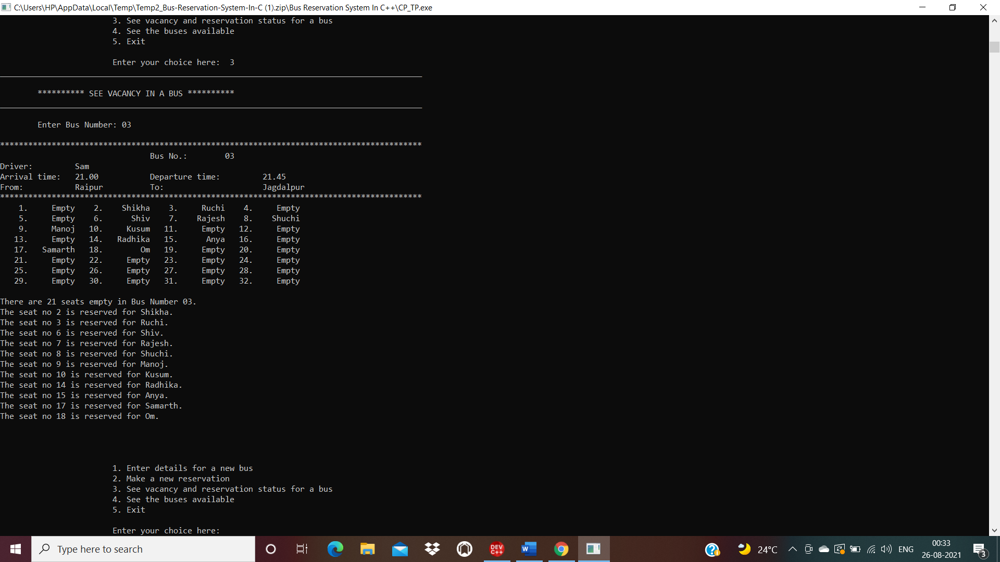 C:\Users\HP\AppData\Local\Temp\Temp2_Bus-Reservation-System-In-C (1).zip\Bus Reservation System In C++\CP_TP.exe
3. See vacancy and reservation status for a bus
4. See the buses available
5. Exit
Enter your choice here:  3
********** SEE VACANCY IN A BUS **********
Enter Bus Number: 03
******************************************************************************************
Bus No.: 03
Driver: Sam
Arrival time: 21.00 Departure time: 21.45
From: Raipur To: Jagdalpur
******************************************************************************************
1. Empty 2. Shikha 3. Ruchi 4. Empty
5. Empty 6. Shiv 7. Rajesh 8. Shuchi
9. Manoj 10. Kusum 11. Empty 12. Empty
13. Empty 14. Radhika 15. Anya 16. Empty
17. Samarth 18. Om 19. Empty 20. Empty
21. Empty 22. Empty 23. Empty 24. Empty
25. Empty 26. Empty 27. Empty 28. Empty
29. Empty 30. Empty 31. Empty 32. Empty
There are 21 seats empty in Bus Number 03.
The seat no 2 is reserved for Shikha.
The seat no 3 is reserved for Ruchi.
The seat no 6 is reserved for Shiv.
The seat no 7 is reserved for Rajesh.
The seat no 8 is reserved for Shuchi.
The seat no 9 is reserved for Manoj.
The seat no 10 is reserved for Kusum.
The seat no 14 is reserved for Radhika.
The seat no 15 is reserved for Anya.
The seat no 17 is reserved for Samarth.
The seat no 18 is reserved for Om.
1. Enter details for a new bus
2. Make a new reservation
3. See vacancy and reservation status for a bus
4. See the buses available
5. Exit
Enter your choice here:
Type here to search
DEV C++
W
24°C
ENG
00:33
26-08-2021
3